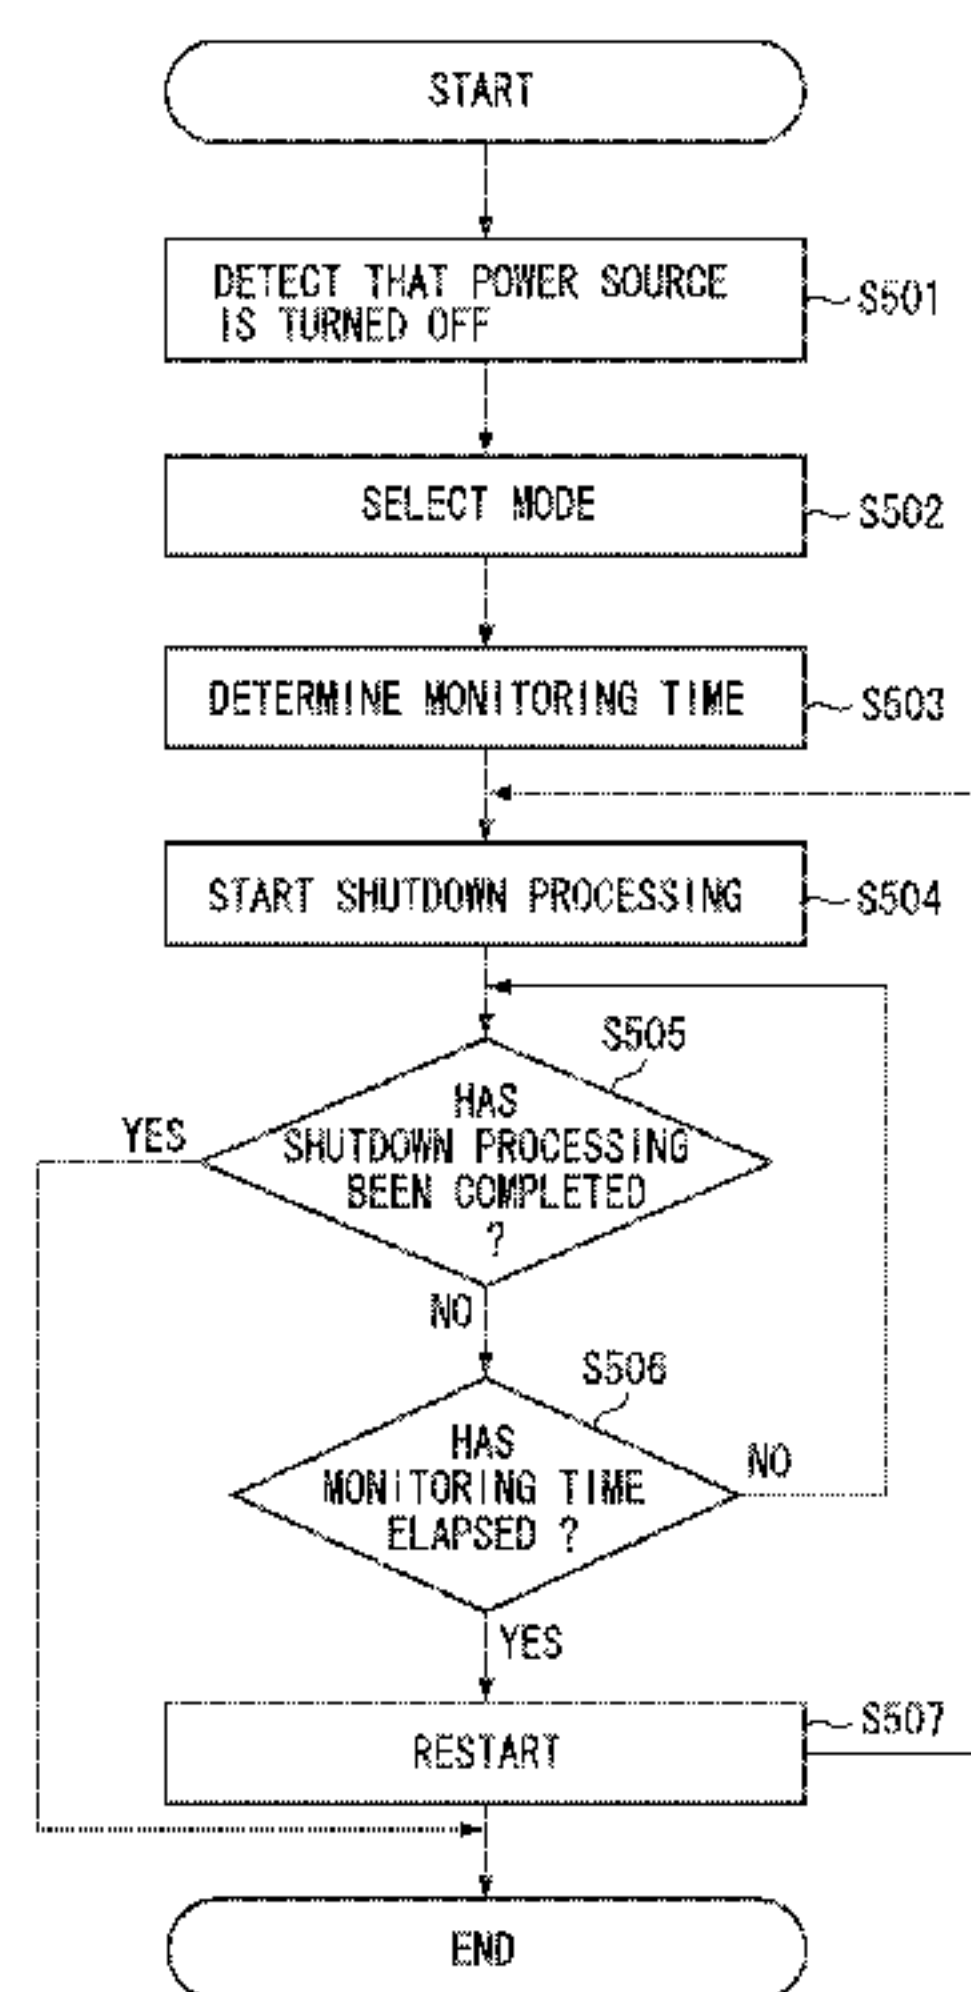 START
DETECT THAT POWER SOURCE
IS TURNED OFF
S501
SELECT MODE
S502
DETERMINE MONITORING TIME
S503
START SHUTDOWN PROCESSING
S504
S505
HAS
SHUTDOWN PROCESSING
BEEN COMPLETED
?
YES
NO
S506
HAS
MONITORING TIME
ELAPSED ?
NO
YES
RESTART
S507
END